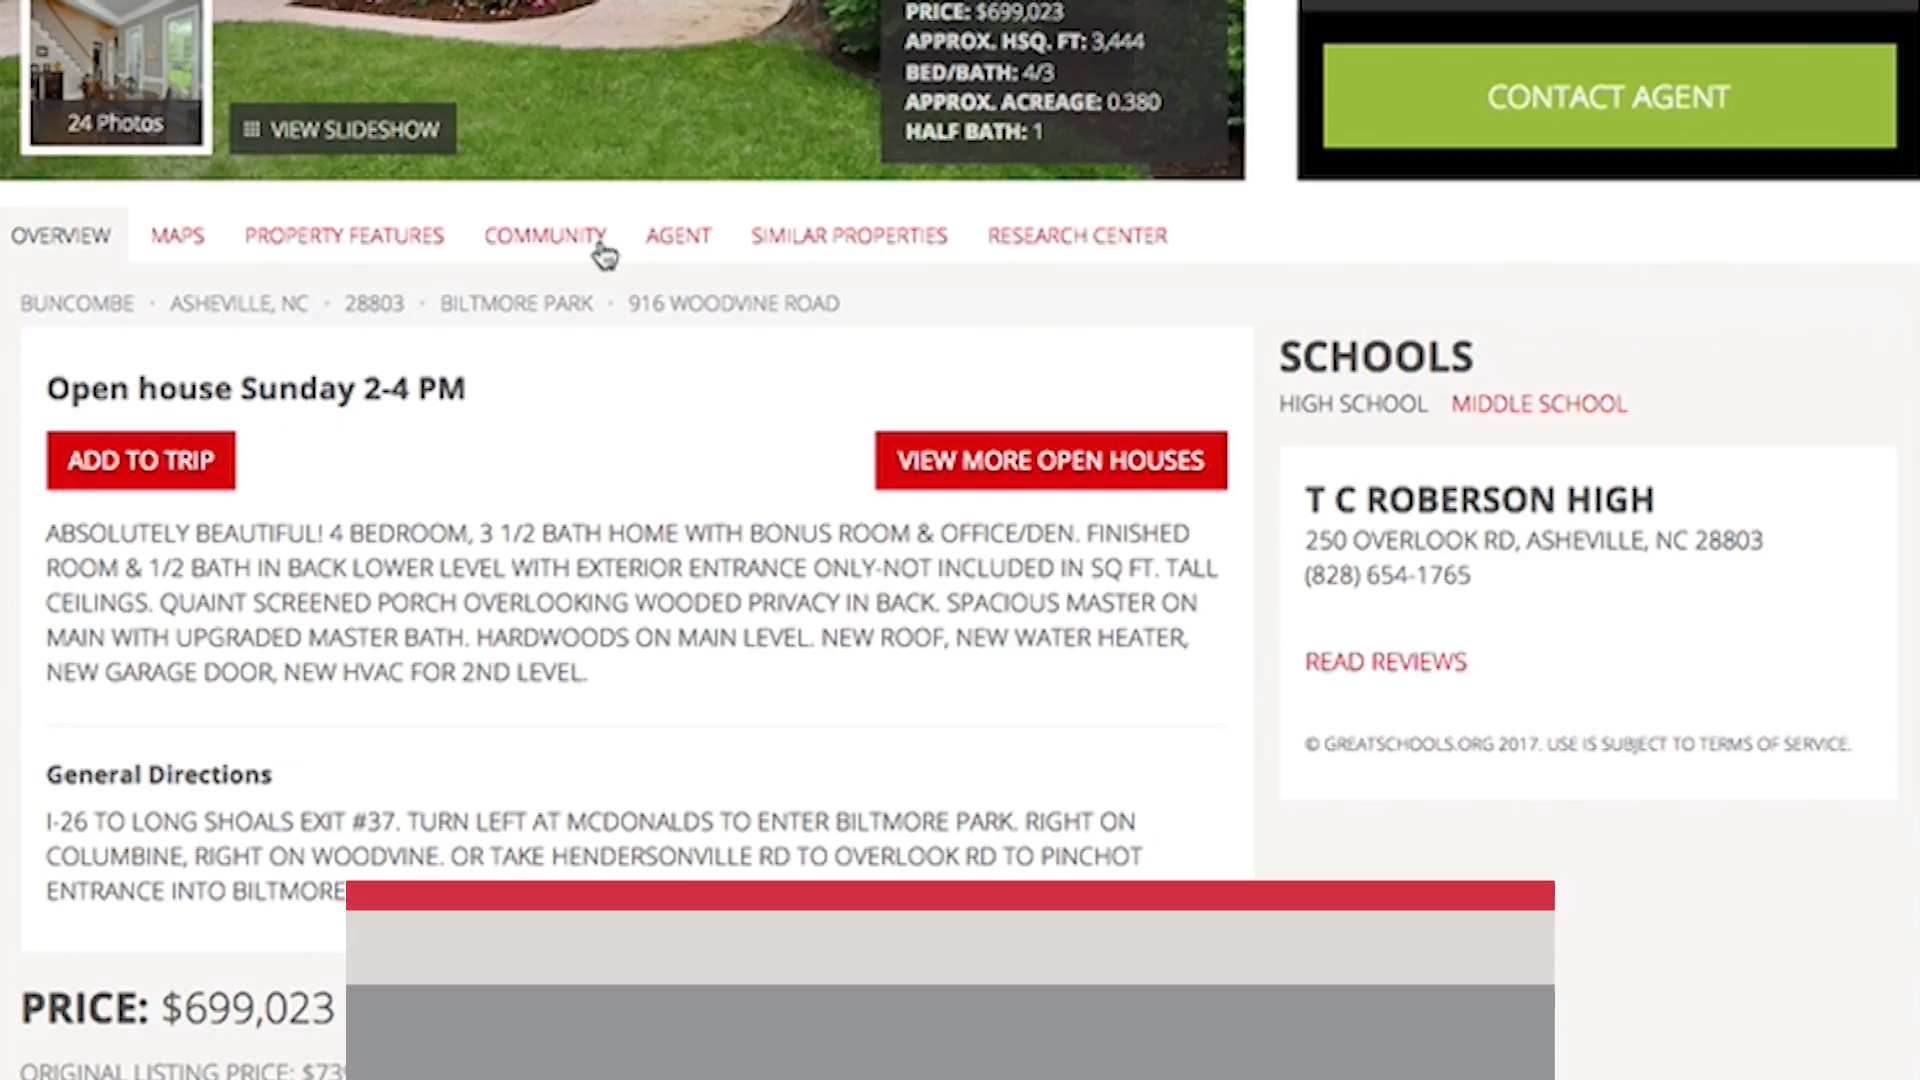 PRICE: $699,023
APPROX. HSQ. FT: 3,444
BED/BATH: 4/3
APPROX. ACREAGE: 0.380
HALF BATH: 1
24 Photos
VIEW SLIDESHOW
CONTACT AGENT
OVERVIEW MAPS PROPERTY FEATURES COMMUNITY AGENT SIMILAR PROPERTIES RESEARCH CENTER
BUNCOMBE · ASHEVILLE, NC · 28803 · BILTMORE PARK · 916 WOODVINE ROAD
Open house Sunday 2-4 PM
ADD TO TRIP
VIEW MORE OPEN HOUSES
ABSOLUTELY BEAUTIFUL! 4 BEDROOM, 3 1/2 BATH HOME WITH BONUS ROOM & OFFICE/DEN. FINISHED
ROOM & 1/2 BATH IN BACK LOWER LEVEL WITH EXTERIOR ENTRANCE ONLY-NOT INCLUDED IN SQ FT. TALL
CEILINGS. QUAINT SCREENED PORCH OVERLOOKING WOODED PRIVACY IN BACK. SPACIOUS MASTER ON
MAIN WITH UPGRADED MASTER BATH. HARDWOODS ON MAIN LEVEL. NEW ROOF, NEW WATER HEATER,
NEW GARAGE DOOR, NEW HVAC FOR 2ND LEVEL.
General Directions
I-26 TO LONG SHOALS EXIT #37. TURN LEFT AT MCDONALDS TO ENTER BILTMORE PARK. RIGHT ON
COLUMBINE, RIGHT ON WOODVINE. OR TAKE HENDERSONVILLE RD TO OVERLOOK RD TO PINCHOT
ENTRANCE INTO BILTMORE
PRICE: $699,023
ORIGINAL LISTING PRICE:
SCHOOLS
HIGH SCHOOL MIDDLE SCHOOL
T C ROBERSON HIGH
250 OVERLOOK RD, ASHEVILLE, NC 28803
(828) 654-1765
READ REVIEWS
© GREATSCHOOLS.ORG 2017. USE IS SUBJECT TO TERMS OF SERVICE.